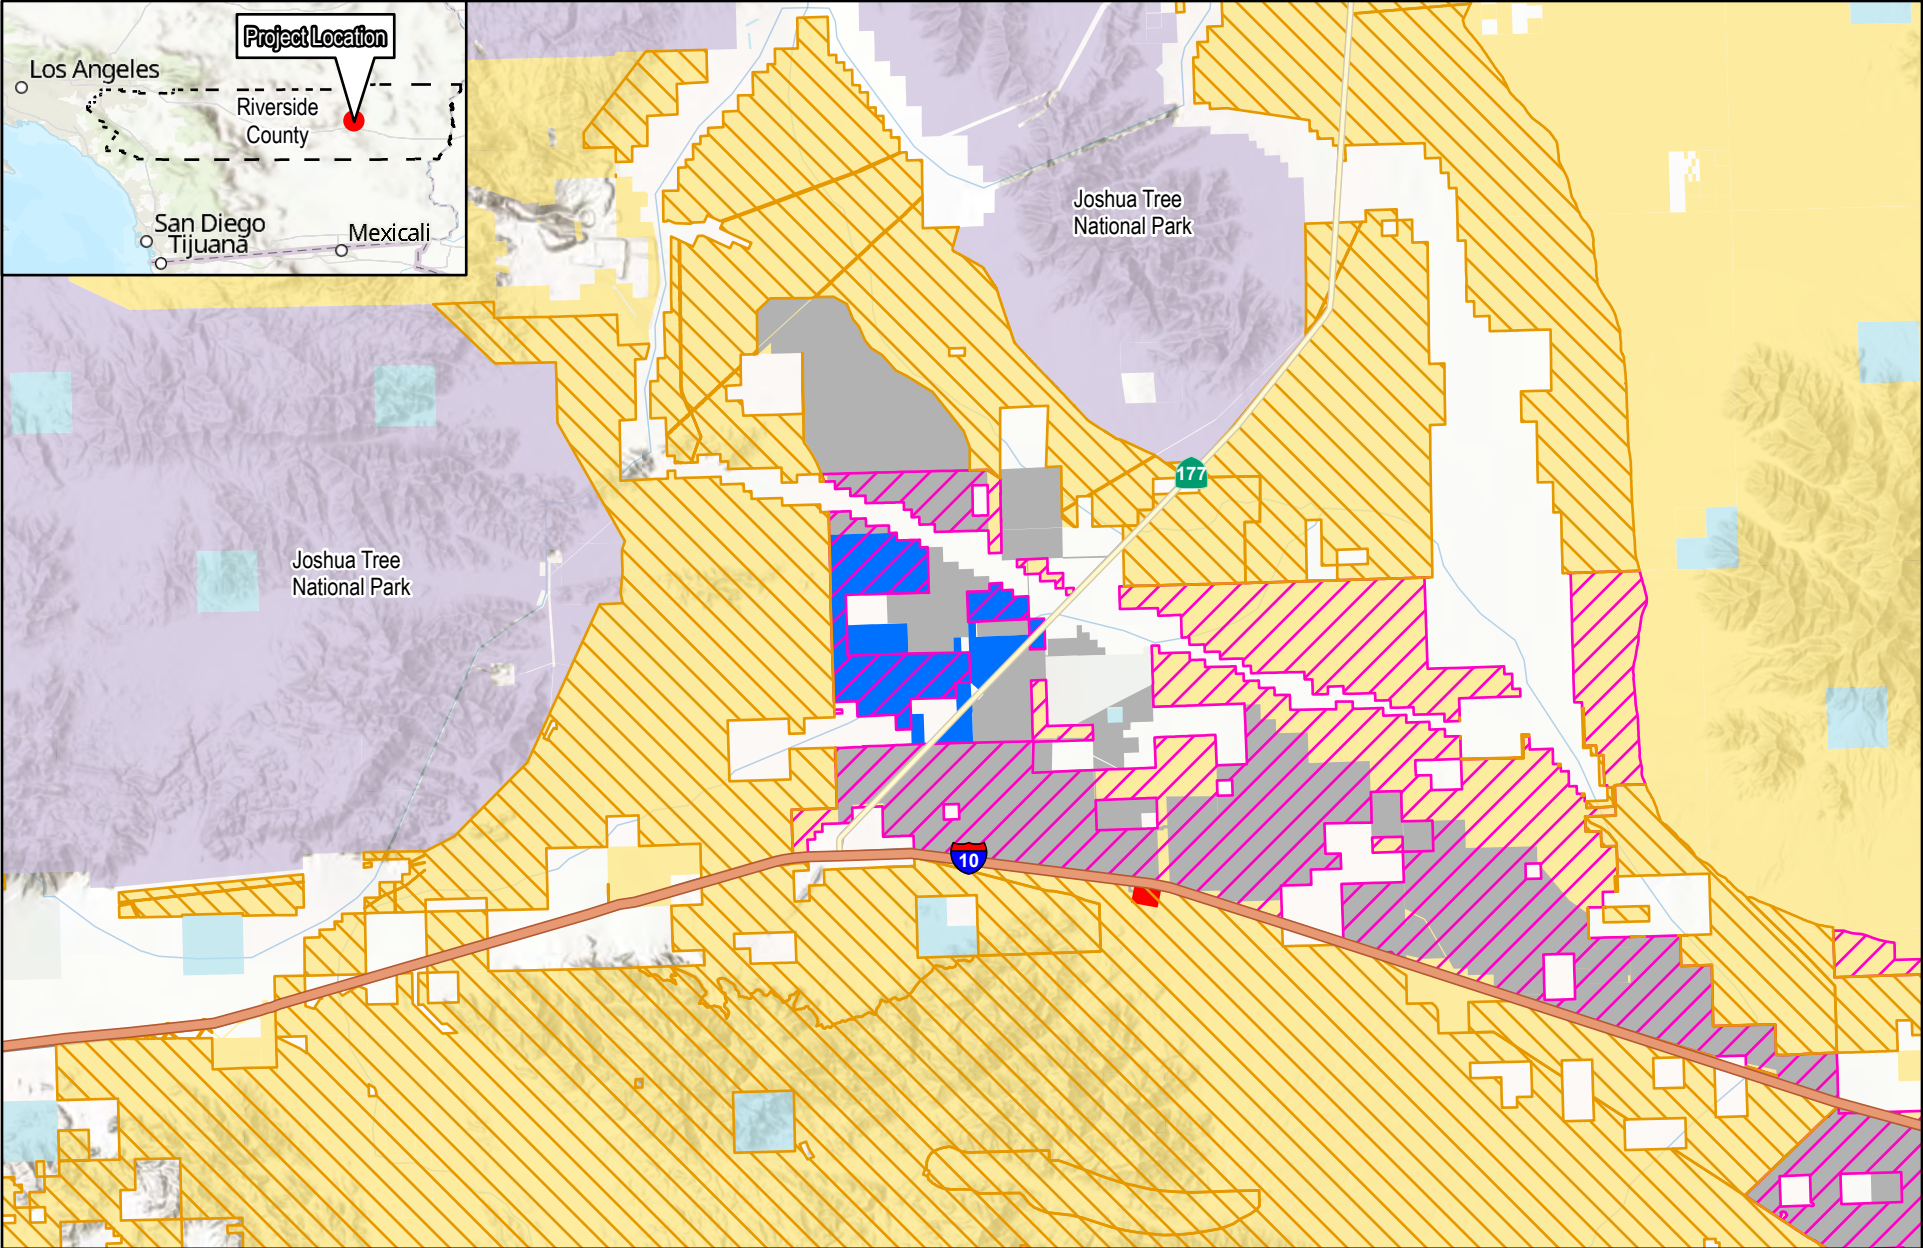 Project Location
Los Angeles
Riverside
County
San Diego
Tijuana
Mexicali
Joshua Tree
National Park
177
Joshua Tree
National Park
10